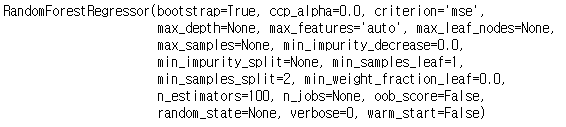 RandomForestRegressor(bootstrap=True, ccp_alpha=0.0, criterion='mse',
max_depth=None, max_features='auto', max_leaf_nodes=None,
max_samples=None, min_impurity_decrease=0.0,
min_impurity_split=None, min_samples_leaf=1,
min_samples_split=2, min_weight_fraction_leaf=0.0,
n_estimators=100, n_jobs=None, oob_score=False,
random_state=None, verbose=0, warm_start=False)